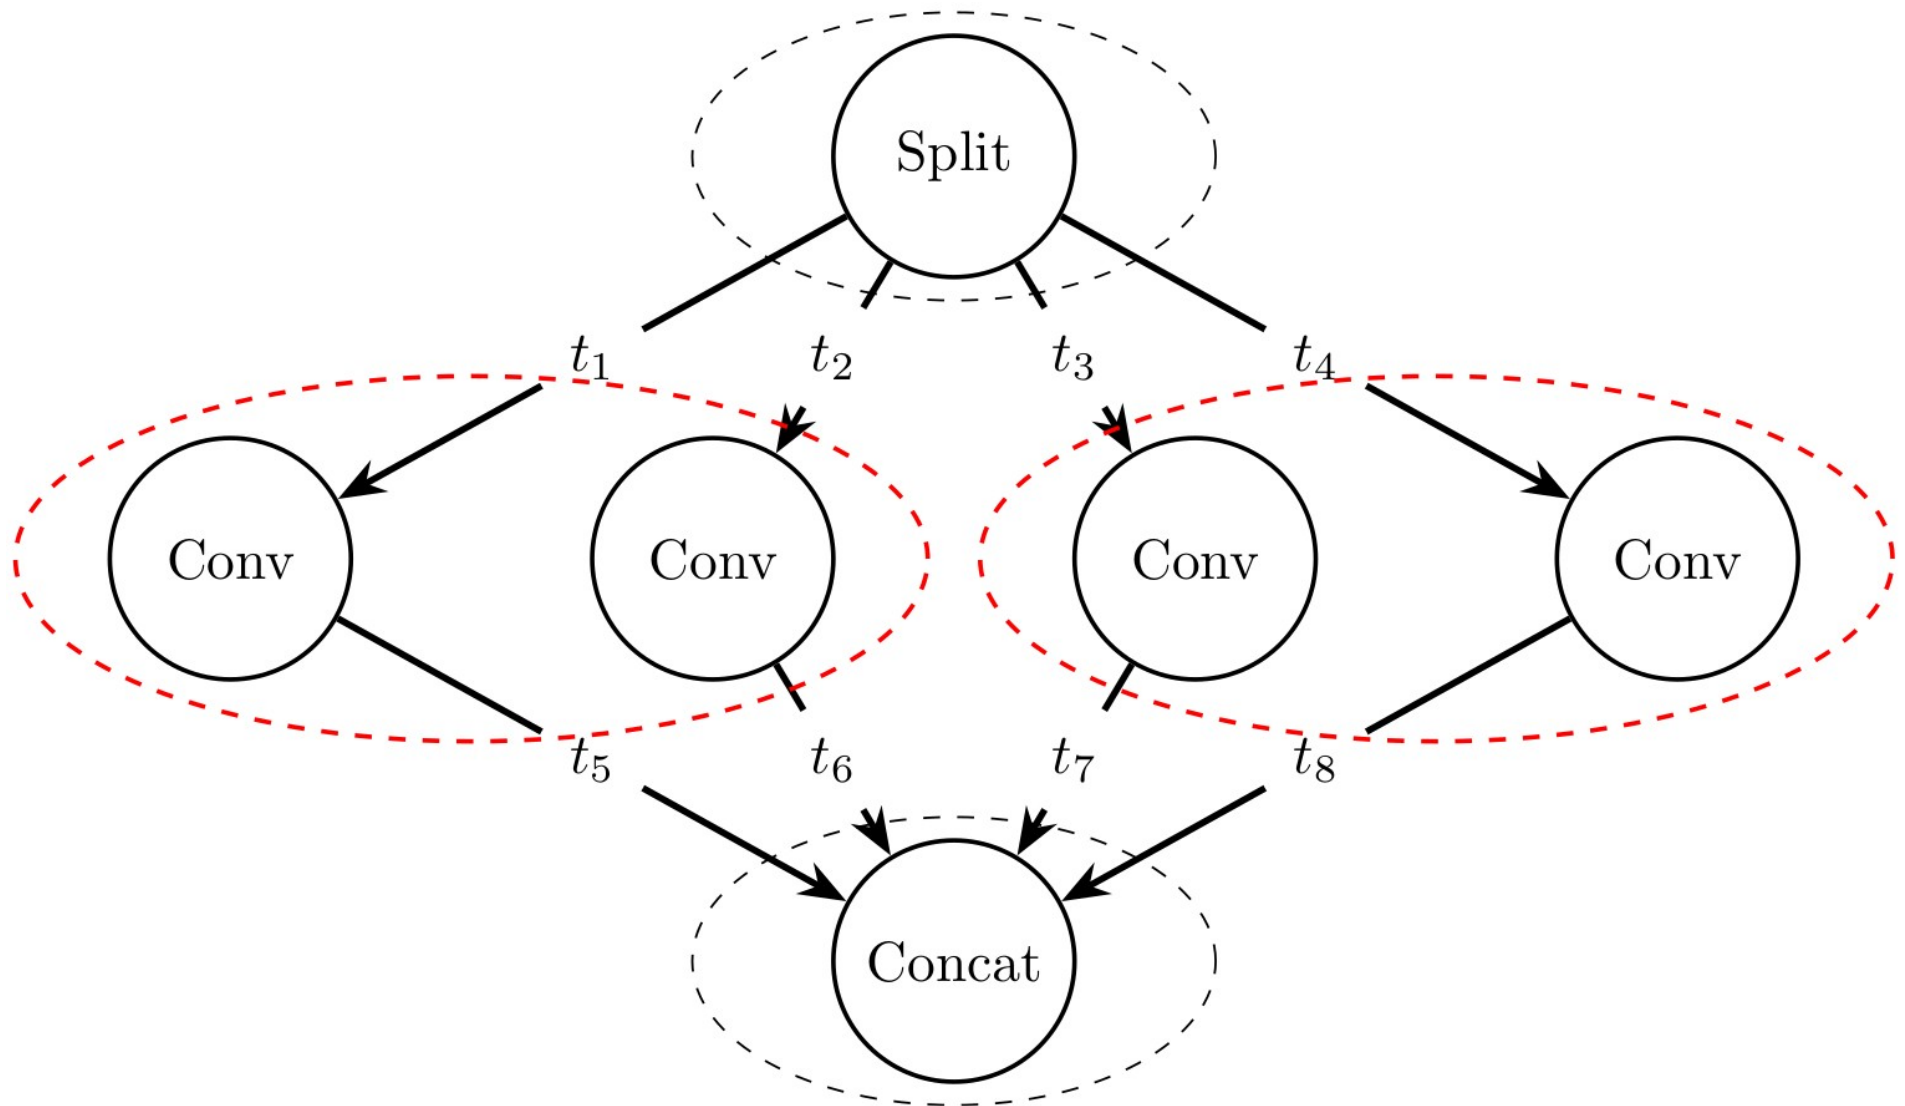 Split
t₁ t₂ t₃ t₄
Conv Conv Conv Conv
t₅ t₆ t₇ t₈
Concat